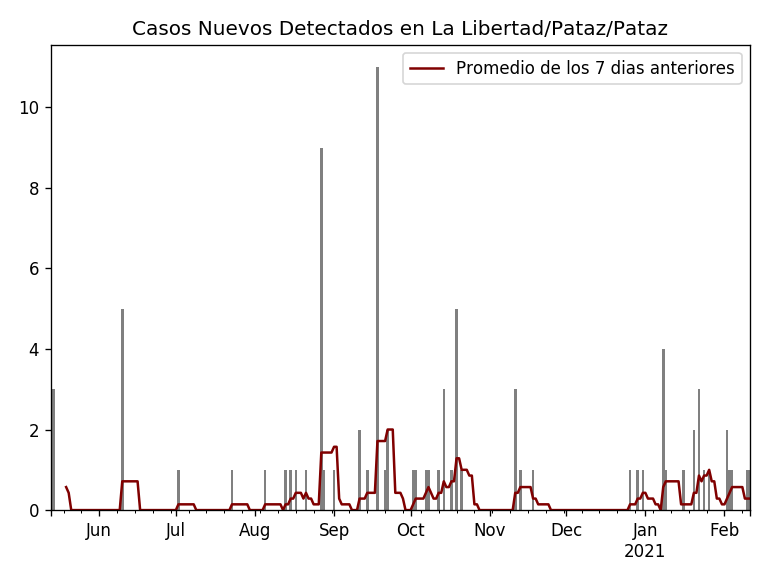 Casos Nuevos Detectados en La Libertad/Pataz/Pataz
Promedio de los 7 dias anteriores
10
8
6
4
2
0
Jun Jul Aug Sep Oct Nov Dec Jan Feb
2021